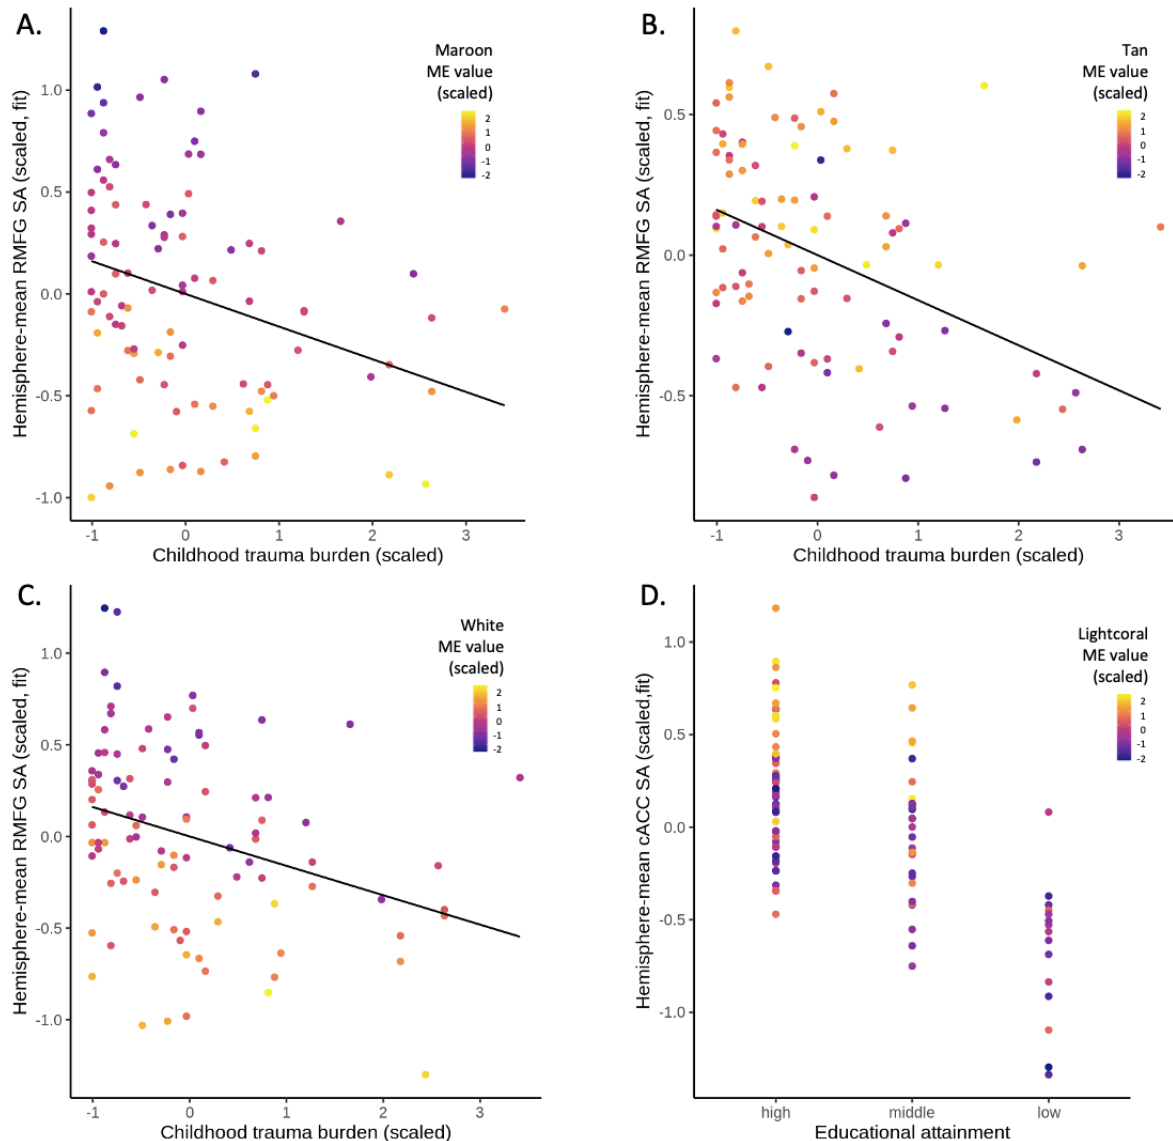 A.
Maroon
ME value
(scaled)
2
1
0
-1
-2
1.0
0.5
0.0
-0.5
-1.0
Hemisphere-mean RMFG SA (scaled, fit)
-1
0
1
2
3
Childhood trauma burden (scaled)
B.
Tan
ME value
(scaled)
2
1
0
-1
-2
0.5
0.0
-0.5
Hemisphere-mean RMFG SA (scaled, fit)
-1
0
1
2
3
Childhood trauma burden (scaled)
C.
White
ME value
(scaled)
2
1
0
-1
-2
1.0
0.5
0.0
-0.5
-1.0
Hemisphere-mean RMFG SA (scaled, fit)
-1
0
1
2
3
Childhood trauma burden (scaled)
D.
Lightcoral
ME value
(scaled)
2
1
0
-1
-2
1.0
0.5
0.0
-0.5
-1.0
Hemisphere-mean cACC SA (scaled,fit)
high
middle
low
Educational attainment